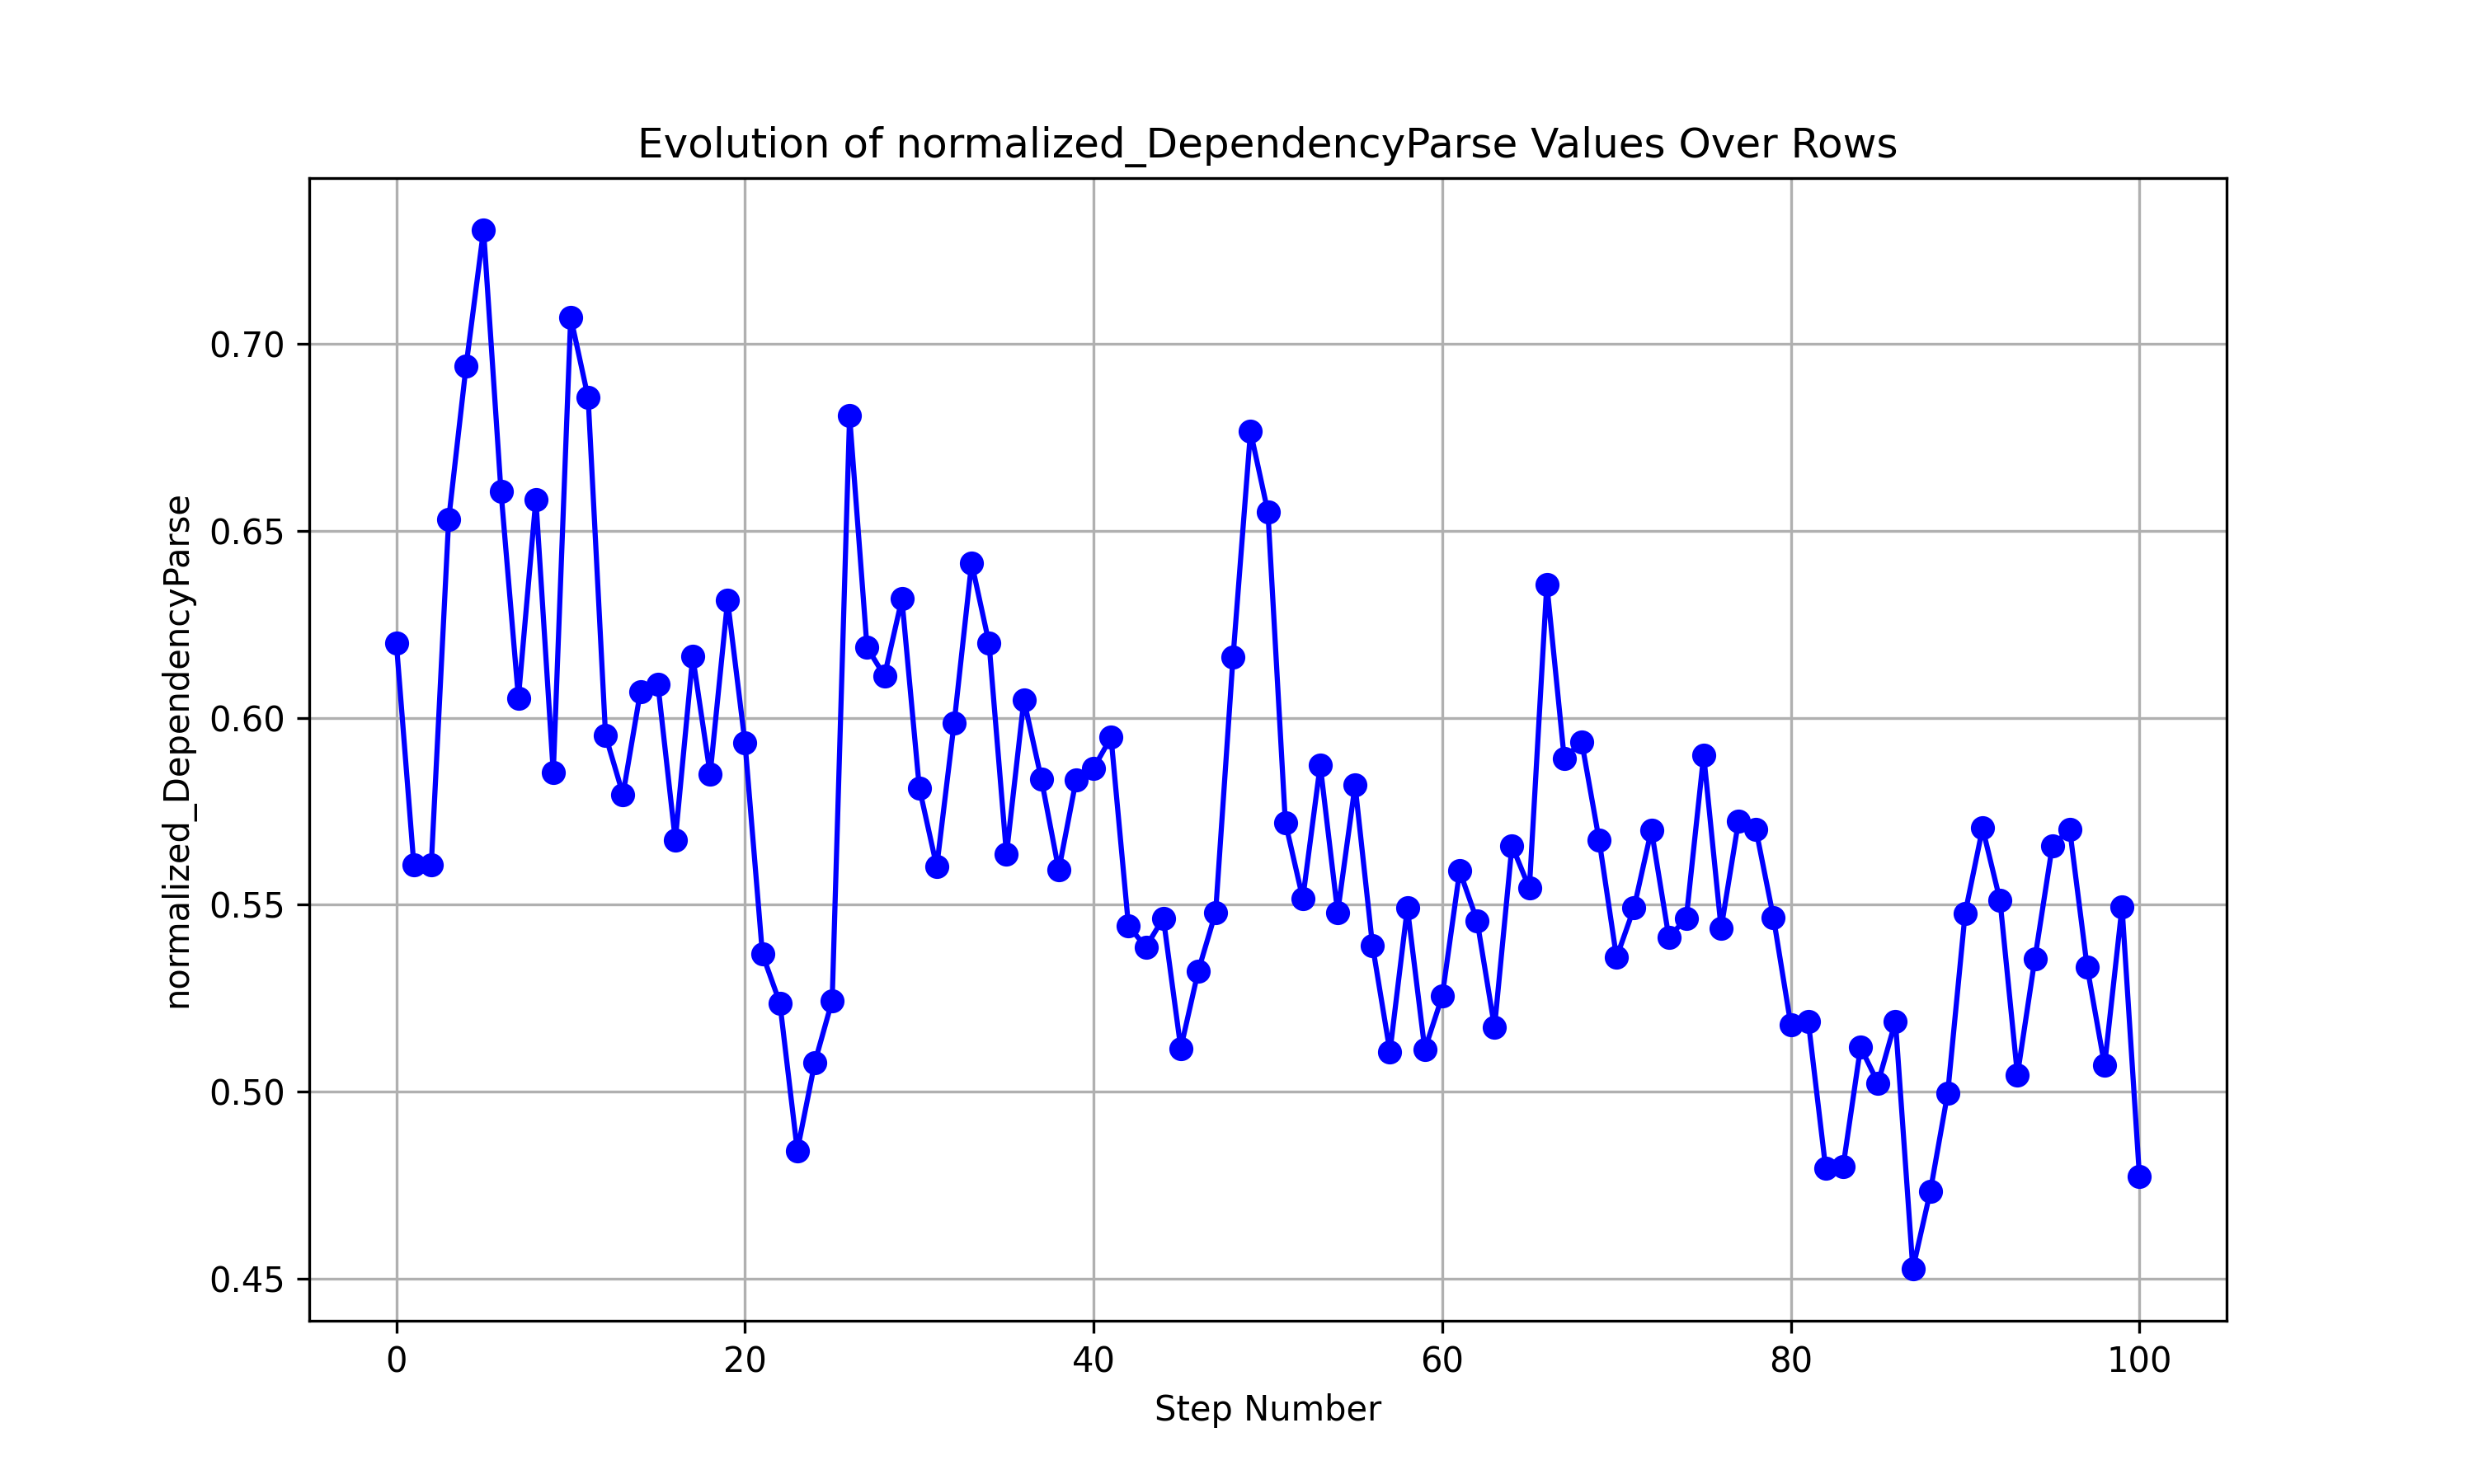 Evolution of normalized_DependencyParse Values Over Rows
normalized_DependencyParse
0.70
0.65
0.60
0.55
0.50
0.45
0 20 40 60 80 100
Step Number